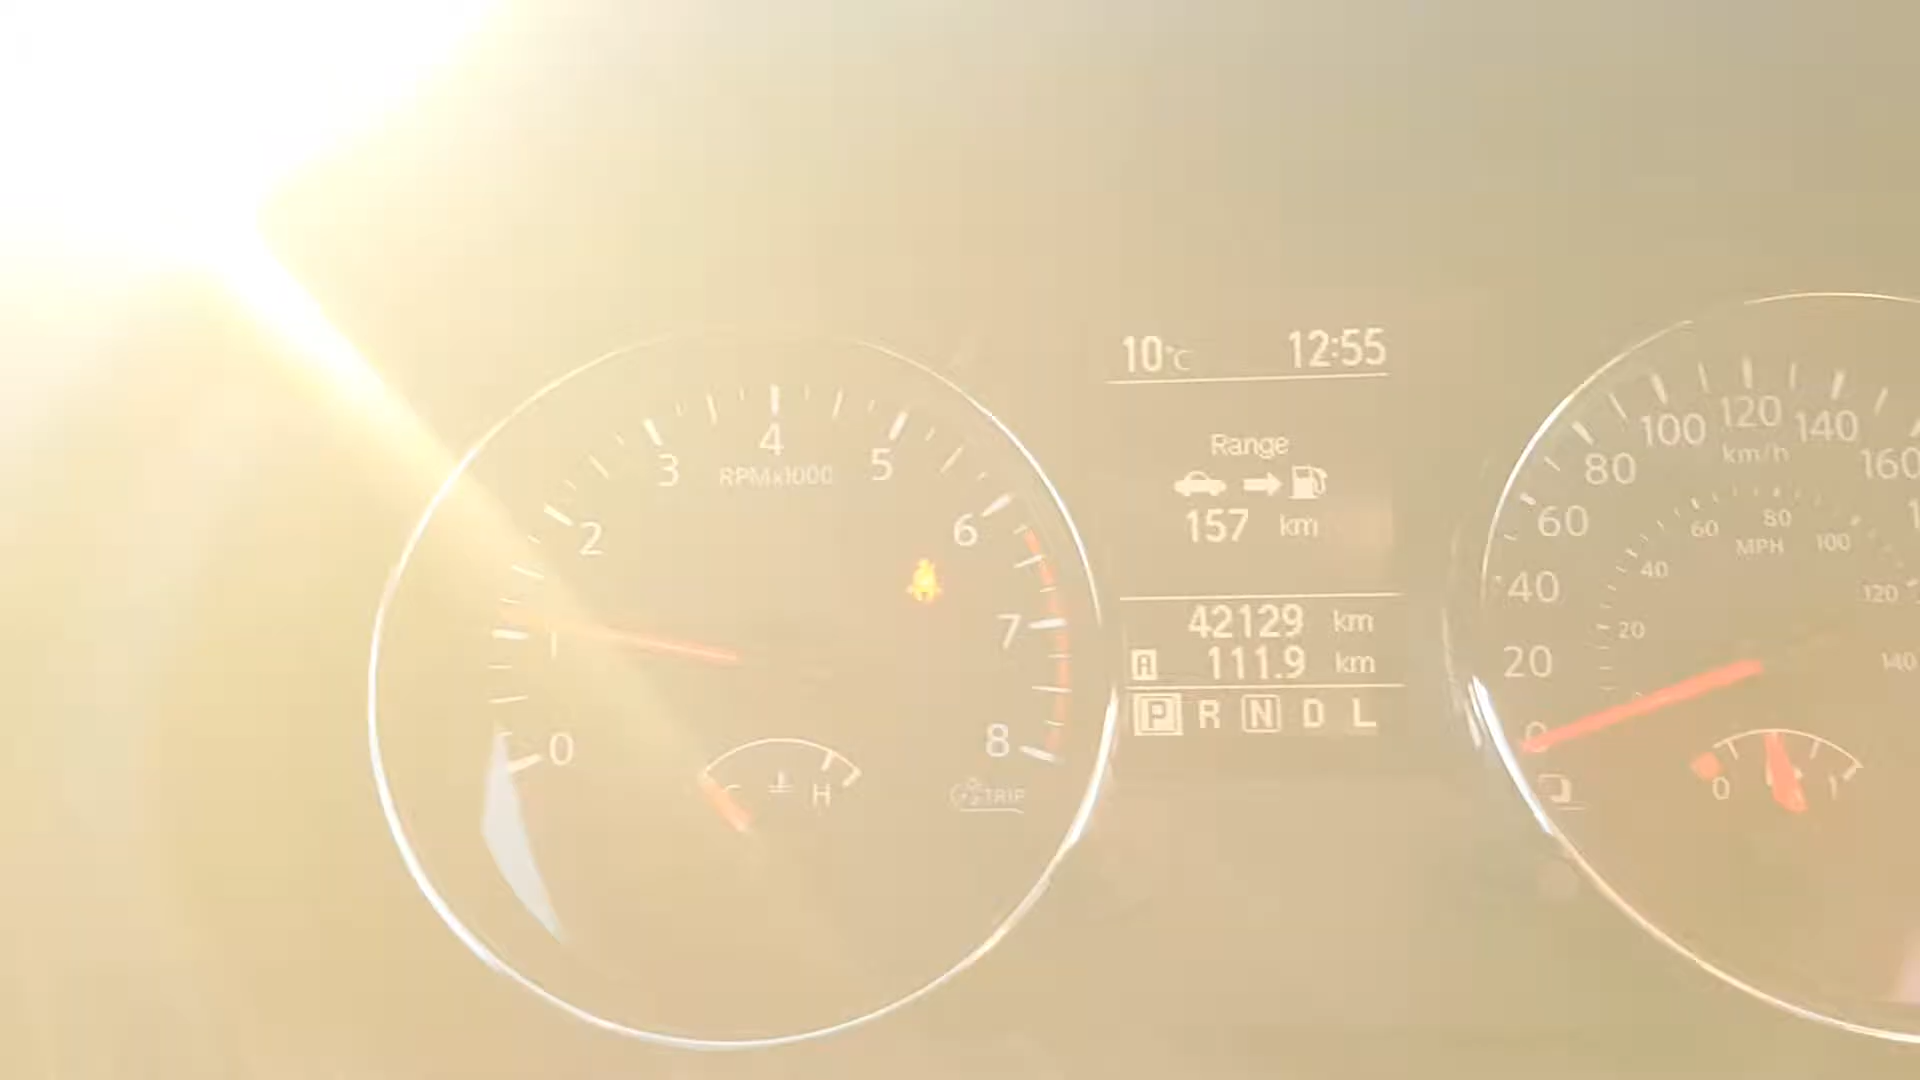 10°C 12:55
Range
157 km
42129 km
A 111.9 km
P R N D L
0 1 2 3 4 5 6 7 8
RPMx1000
C H
TRIP
0 20 40 60 80 100 120 140 160
km/h
20 40 60 80 100 120 140
MPH
0 1